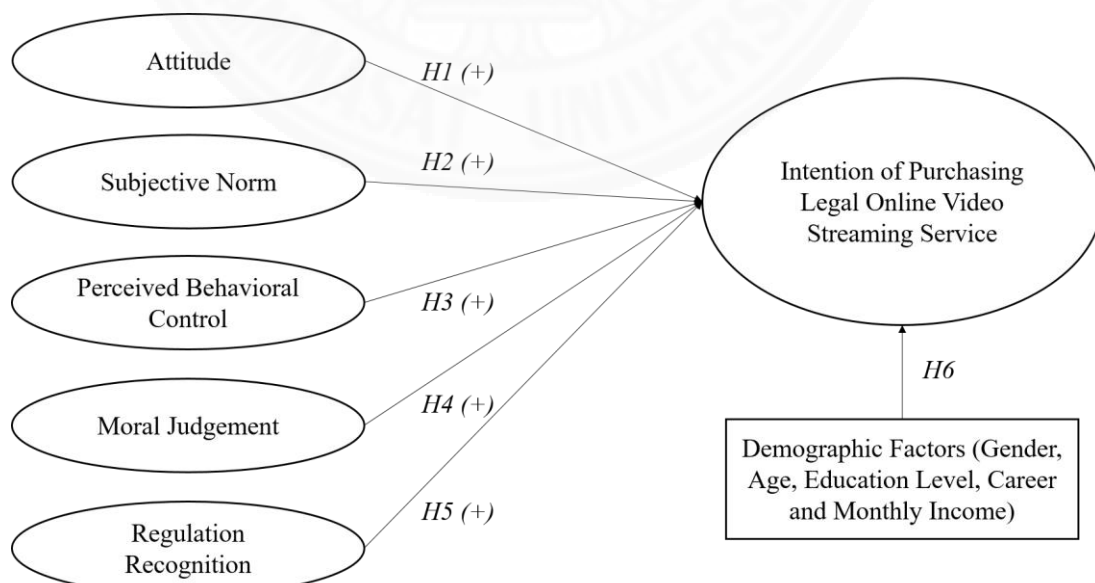 Attitude
H1 (+)
Subjective Norm
H2 (+)
Perceived Behavioral
Control
H3 (+)
Moral Judgement
H4 (+)
Regulation
Recognition
H5 (+)
Intention of Purchasing
Legal Online Video
Streaming Service
H6
Demographic Factors (Gender,
Age, Education Level, Career
and Monthly Income)
UNIVERS